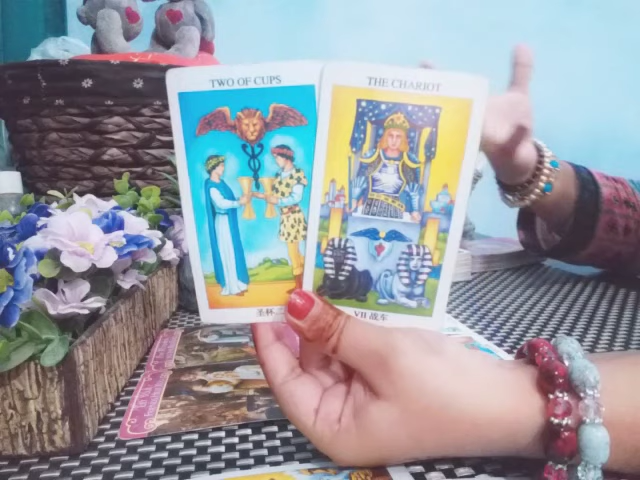 TWO OF CUPS
THE CHARIOT
圣杯二
VII 战车